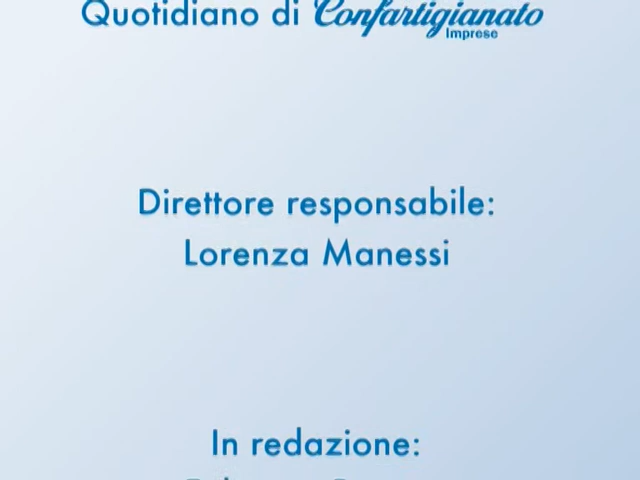 Quotidiano di Confartigianato
Imprese
Direttore responsabile:
Lorenza Manessi
In redazione: